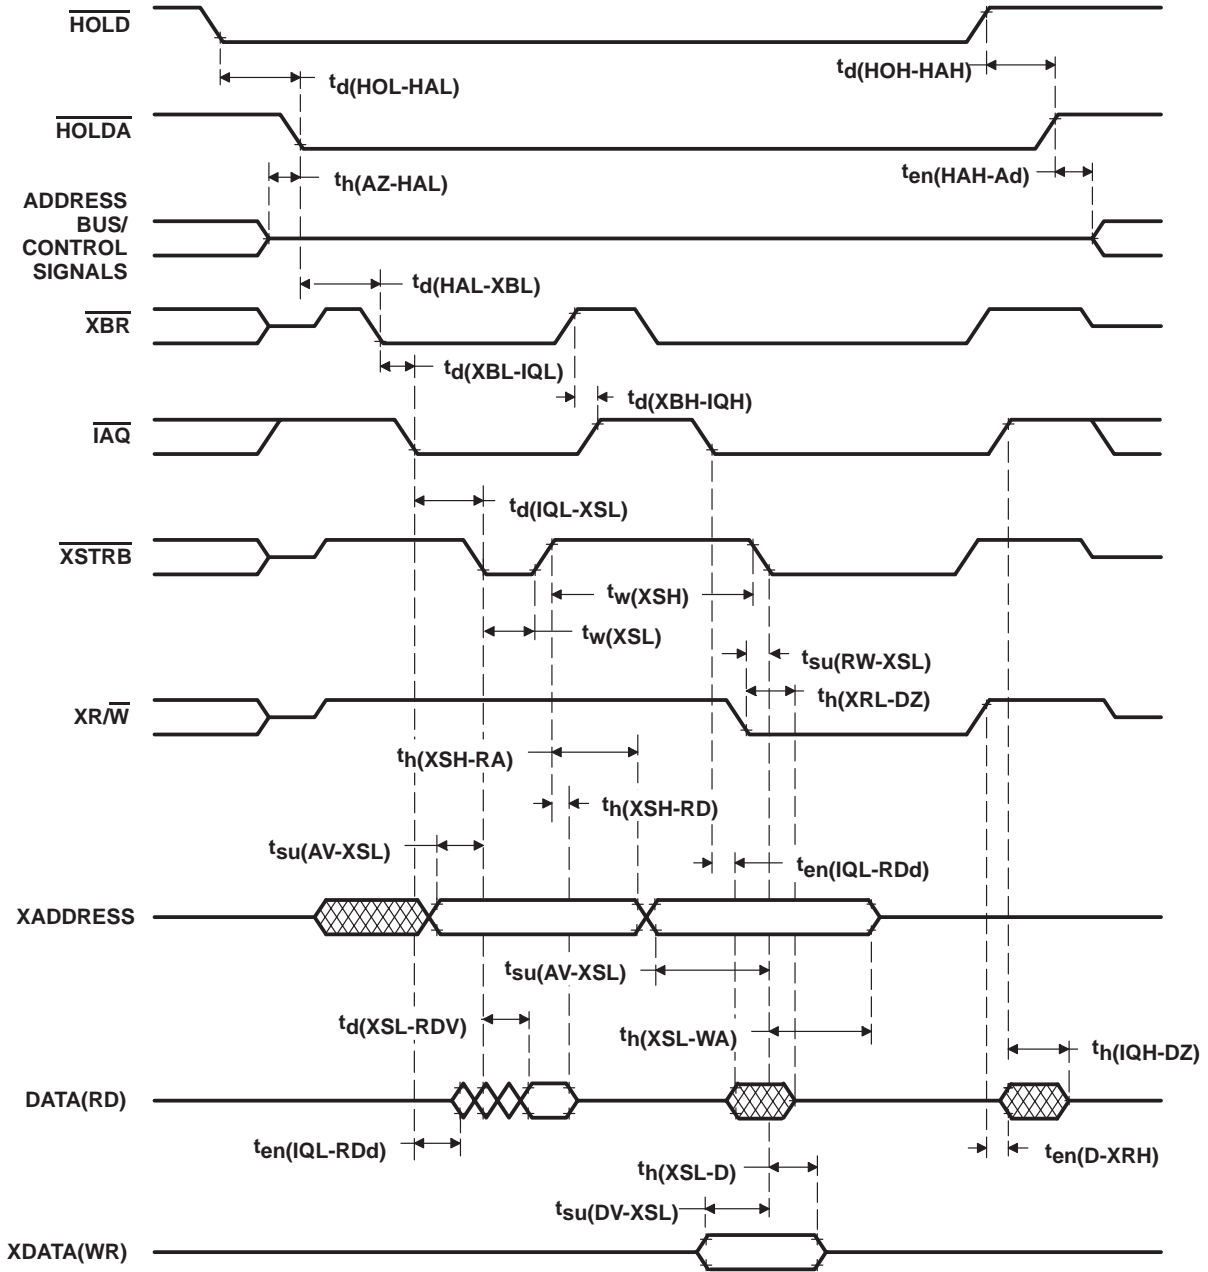 HOLD
td(HOL-HAL)
td(HOH-HAH)
HOLDA
th(AZ-HAL)
ten(HAH-Ad)
ADDRESS
BUS/
CONTROL
SIGNALS
td(HAL-XBL)
XBR
td(XBL-IQL)
td(XBH-IQH)
IAQ
td(IQL-XSL)
XSTRB
tw(XSH)
tw(XSL)
tsu(RW-XSL)
th(XRL-DZ)
XR/W
th(XSH-RA)
th(XSH-RD)
tsu(AV-XSL)
ten(IQL-RDd)
XADDRESS
tsu(AV-XSL)
td(XSL-RDV)
th(XSL-WA)
th(IQH-DZ)
DATA(RD)
ten(IQL-RDd)
ten(D-XRH)
th(XSL-D)
tsu(DV-XSL)
XDATA(WR)